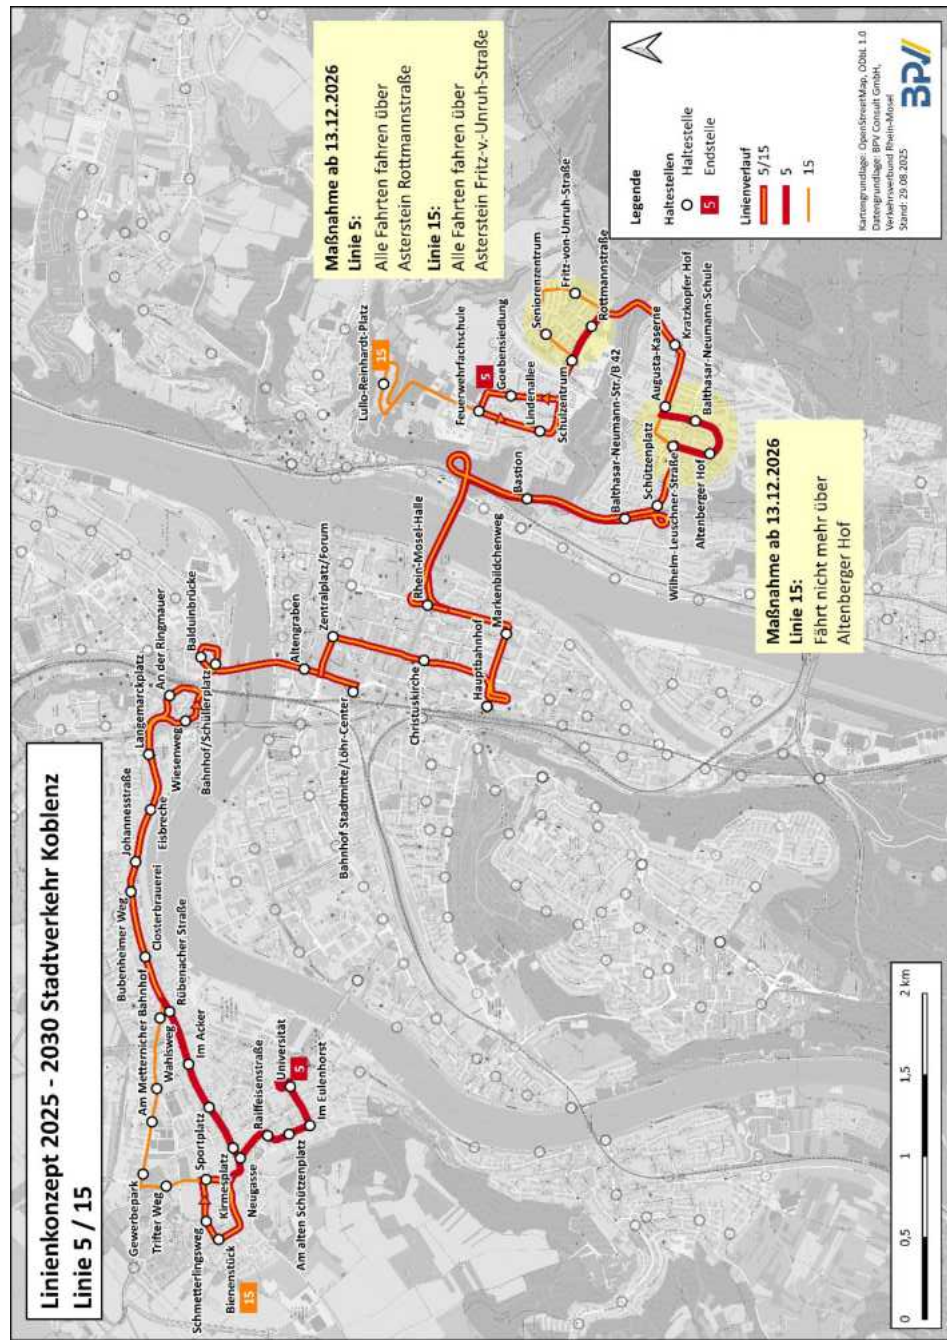 Linienkonzept 2025 - 2030 Stadtverkehr Koblenz
Linie 5 / 15
Gewerbepark
Am Metternicher Bahnhof
Bubenheimer Weg
Johannesstraße
Langemarckplatz
An der Ringmauer
Balduinbrücke
Trifter Weg
Wahlsweg
Closterbrauerei
Eisbreche
Wiesenweg
Bahnhof/Schüllerplatz
Schmetterlingsweg
Sportplatz
Im Acker
Rübenacher Straße
Altengraben
Zentralplatz/Forum
Bienenstück
15
Kirmesplatz
Neugasse
Raiffeisenstraße
Universität
5
Am alten Schützenplatz
Im Eulenhorst
Bahnhof Stadtmitte/Löhr-Center
Christuskirche
Rhein-Mosel-Halle
Hauptbahnhof
Markenbildchenweg
Lullo-Reinhardt-Platz
15
Feuerwehrfachschule
5
Goebensiedlung
Lindenallee
Schulzentrum
Seniorenzentrum
Fritz-von-Unruh-Straße
Rottmannstraße
Bastion
Balthasar-Neumann-Str./B 42
Augusta-Kaserne
Kratzkopfer Hof
Schützenplatz
Balthasar-Neumann-Schule
Wilhelm-Leuschner-Straße
Altenberger Hof
Maßnahme ab 13.12.2026
Linie 5:
Alle Fahrten fahren über
Asterstein Rottmannstraße
Linie 15:
Alle Fahrten fahren über
Asterstein Fritz-v.-Unruh-Straße
Maßnahme ab 13.12.2026
Linie 15:
Fährt nicht mehr über
Altenberger Hof
Legende
Haltestellen
Haltestelle
5 Endstelle
Linienverlauf
5/15
5
15
Kartengrundlage: OpenStreetMap, ODbL 1.0
Datengrundlage: BPV Consult GmbH,
Verkehrsverbund Rhein-Mosel
Stand: 29.08.2025
BPV
0 0,5 1 1,5 2 km